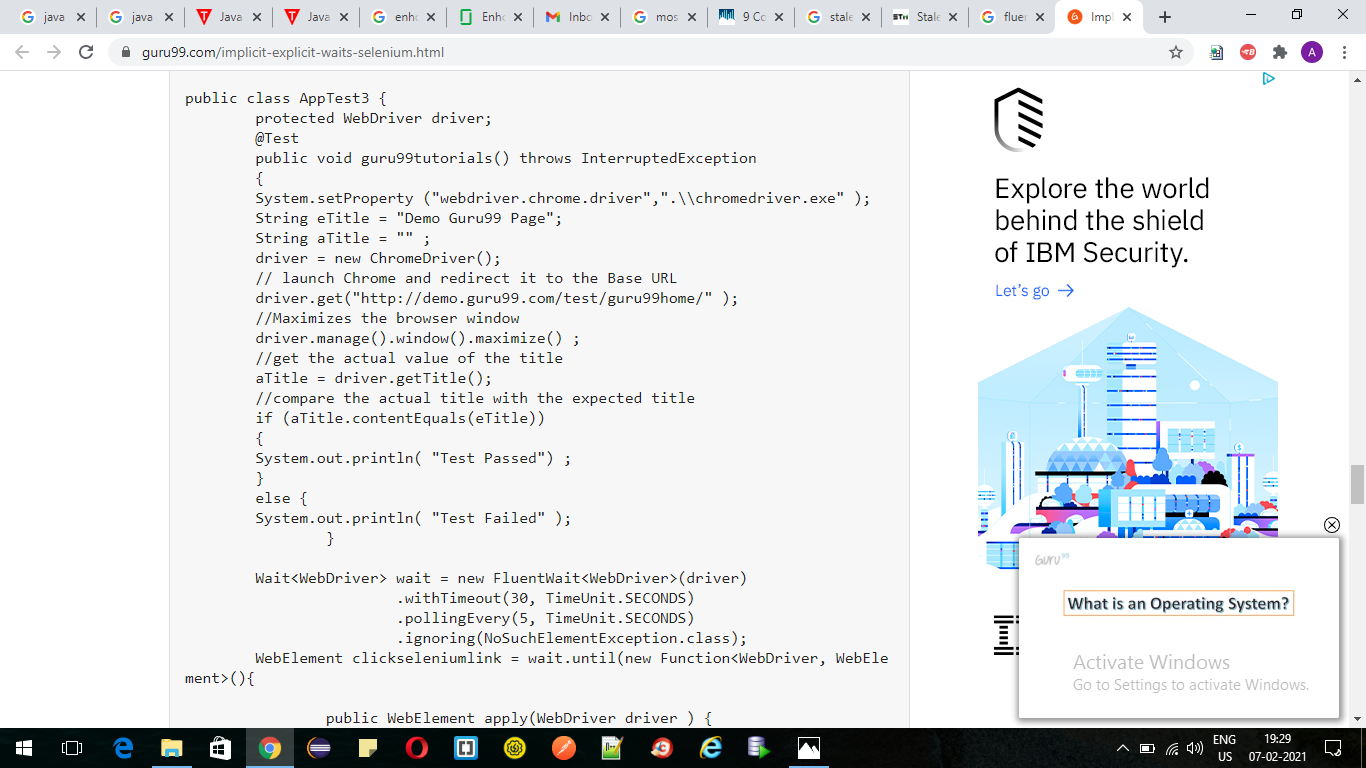 java
java
Java
Java
enho
Enho
Inbo
mos
9 Co
stale
STH
Stale
fluer
Impl
guru99.com/implicit-explicit-waits-selenium.html
A
public class AppTest3 {
protected WebDriver driver;
@Test
public void guru99tutorials() throws InterruptedException
{
System.setProperty ("webdriver.chrome.driver",".\\chromedriver.exe" );
String eTitle = "Demo Guru99 Page";
String aTitle = "" ;
driver = new ChromeDriver();
// launch Chrome and redirect it to the Base URL
driver.get("http://demo.guru99.com/test/guru99home/" );
//Maximizes the browser window
driver.manage().window().maximize() ;
//get the actual value of the title
aTitle = driver.getTitle();
//compare the actual title with the expected title
if (aTitle.contentEquals(eTitle))
{
System.out.println( "Test Passed") ;
}
else {
System.out.println( "Test Failed" );
}
Wait<WebDriver> wait = new FluentWait<WebDriver>(driver)
.withTimeout(30, TimeUnit.SECONDS)
.pollingEvery(5, TimeUnit.SECONDS)
.ignoring(NoSuchElementException.class);
WebElement clickseleniumlink = wait.until(new Function<WebDriver, WebEle
ment>(){
public WebElement apply(WebDriver driver ) {
Explore the world
behind the shield
of IBM Security.
Let's go →
Guru99
What is an Operating System?
Activate Windows
Go to Settings to activate Windows.
ENG
US
19:29
07-02-2021